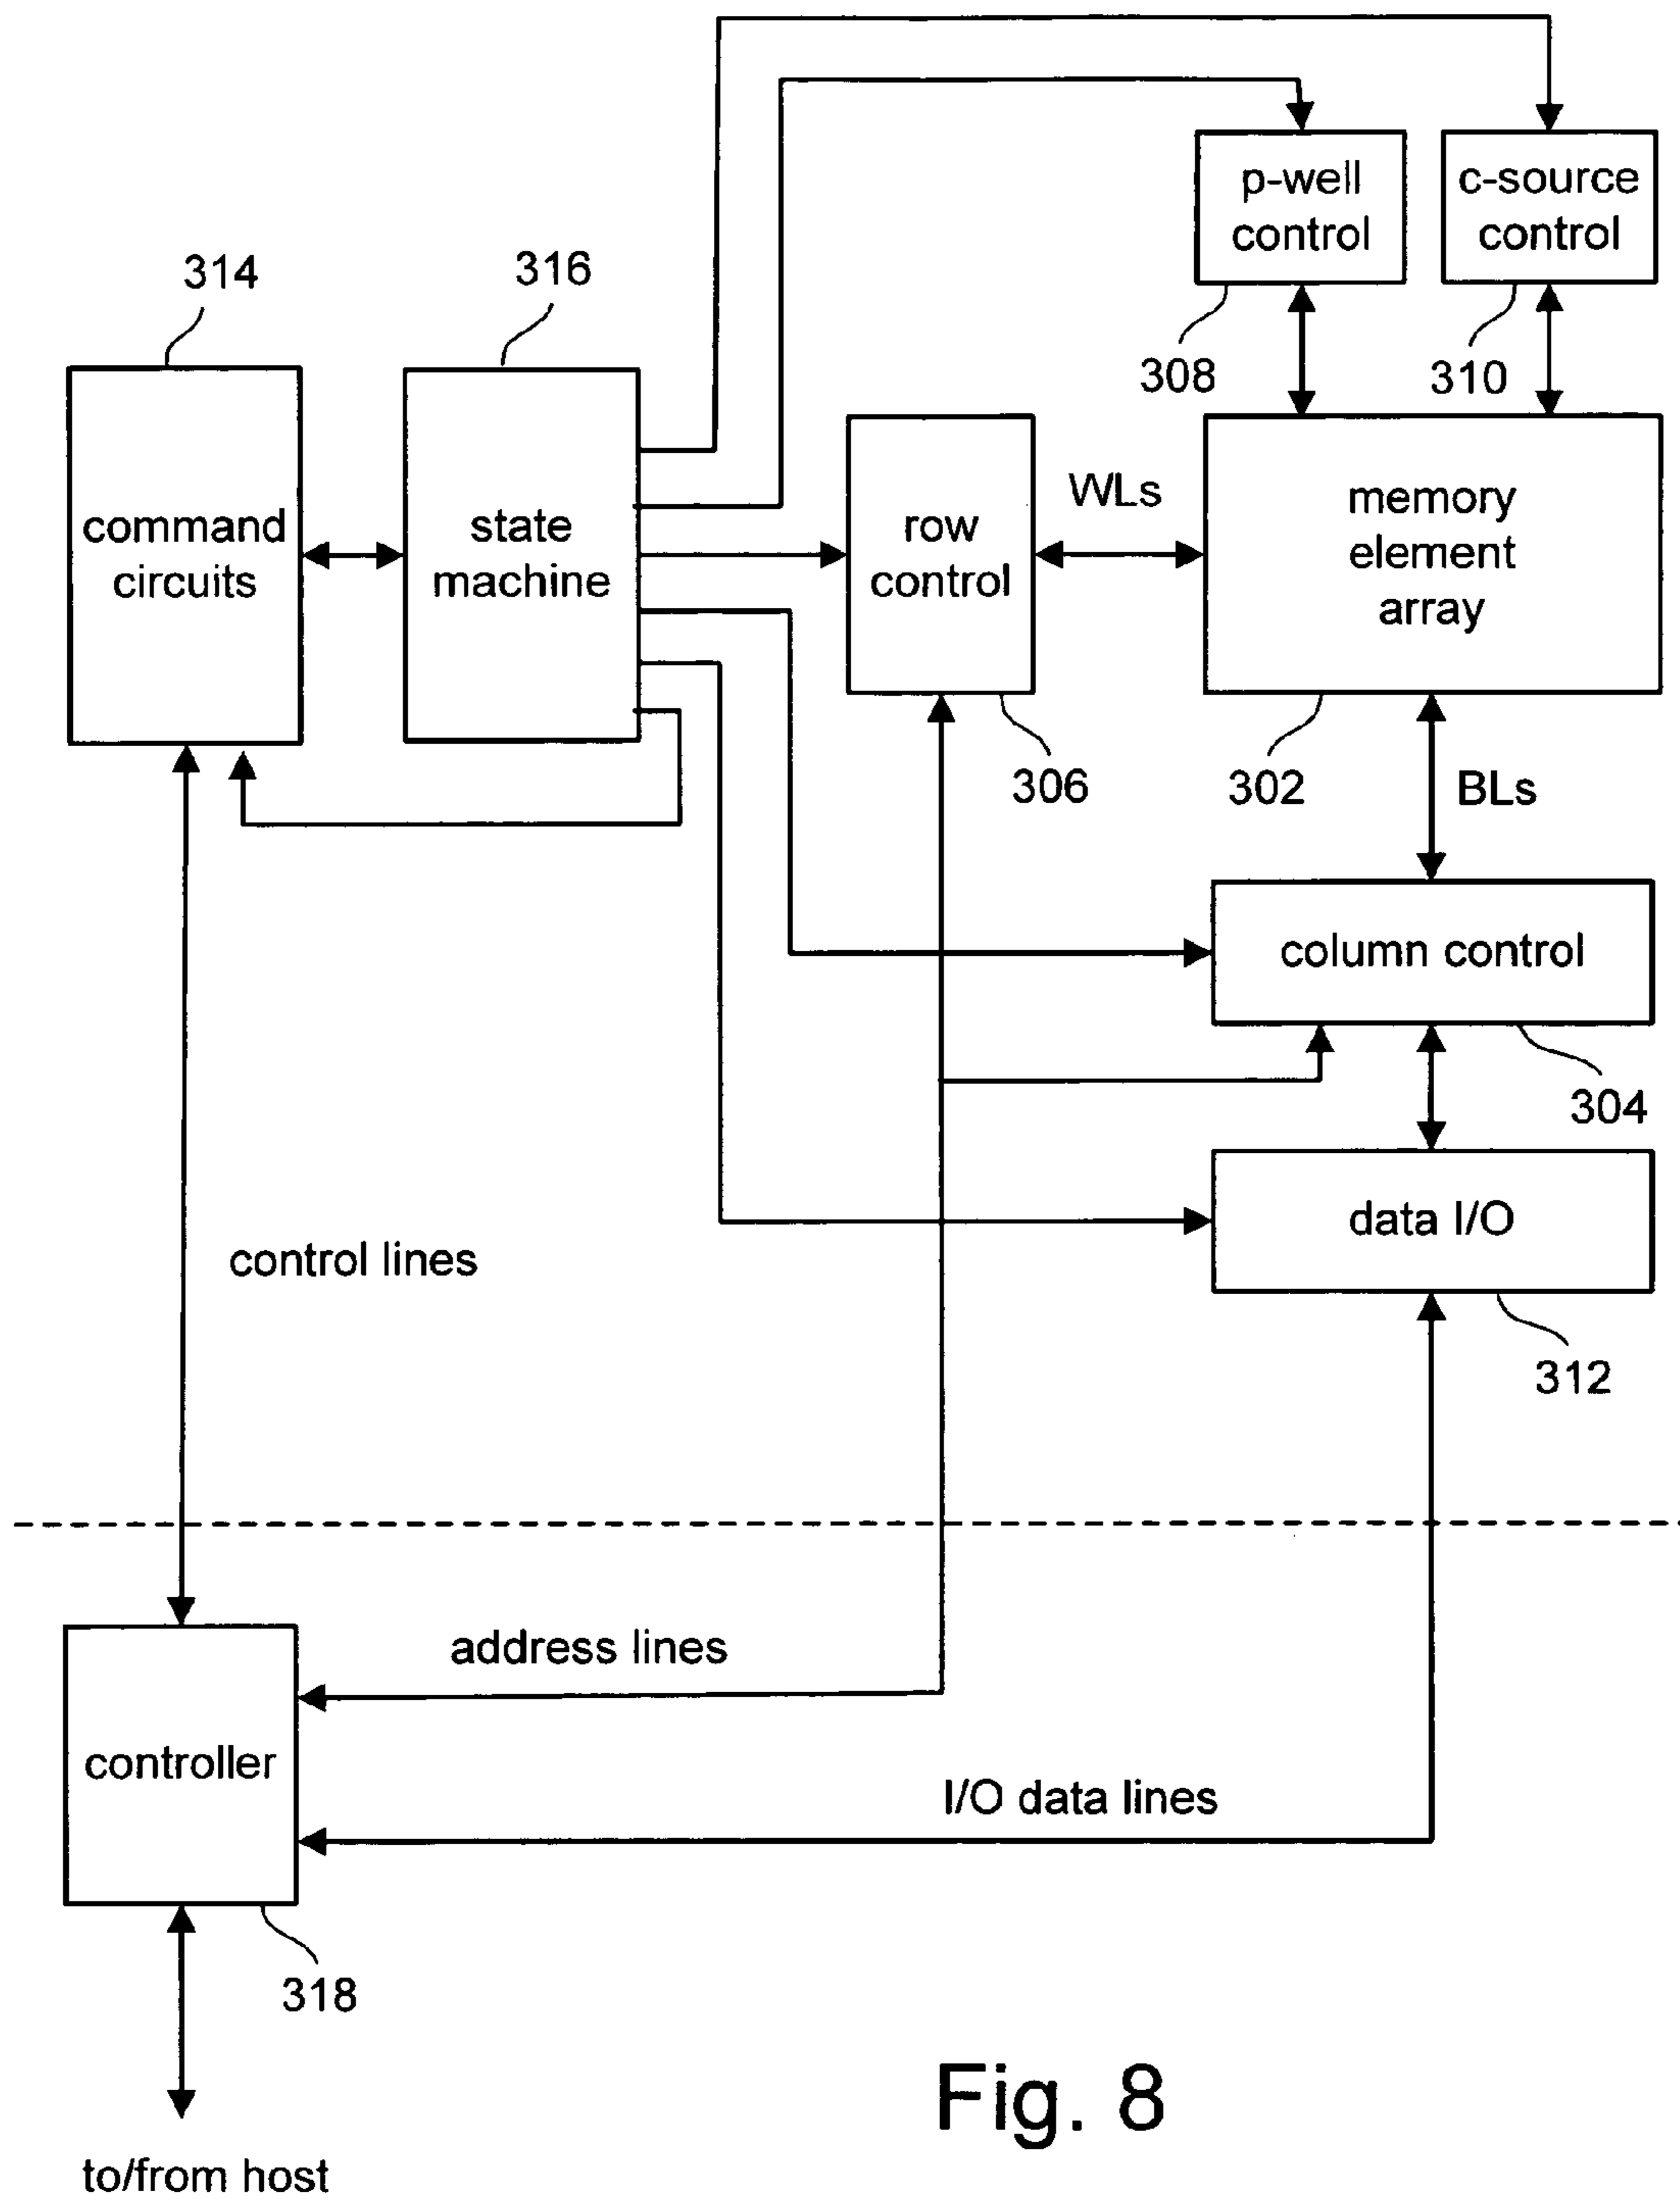 p-well
control
c-source
control
314
316
308
310
command
circuits
state
machine
row
control
WLs
memory
element
array
306
302
BLs
column control
304
data I/O
control lines
312
address lines
controller
I/O data lines
318
Fig. 8
to/from host